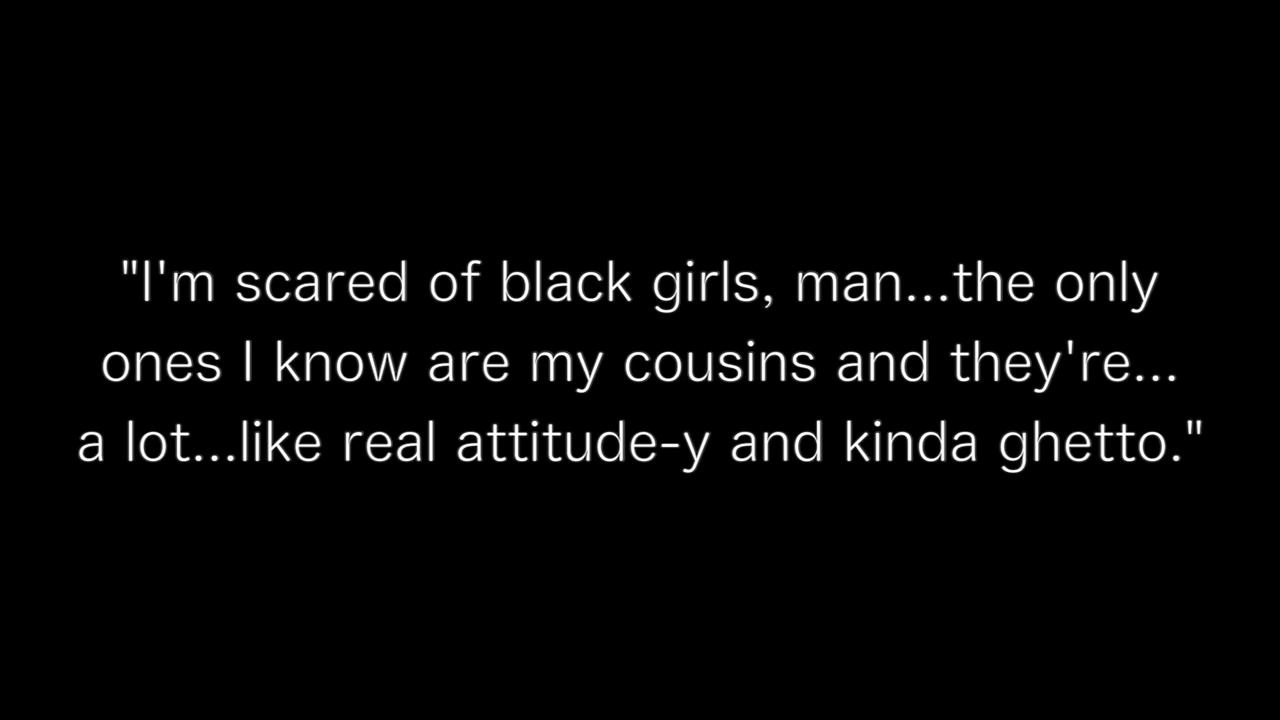 "I'm scared of black girls, man...the only
ones I know are my cousins and they're...
a lot...like real attitude-y and kinda ghetto."